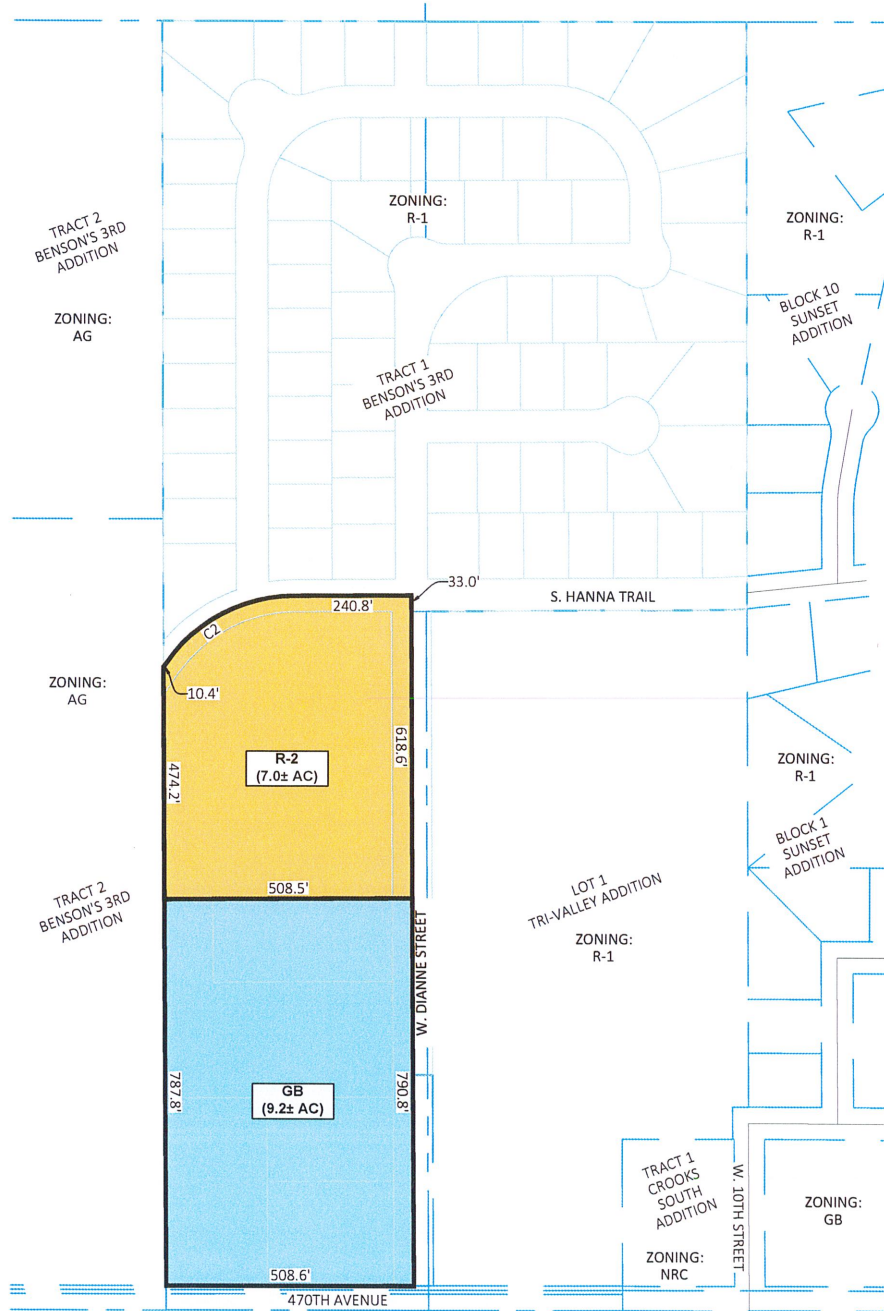 ZONING:
R-1
TRACT 2
BENSON'S 3RD
ADDITION
ZONING:
R-1
ZONING:
AG
BLOCK 10
SUNSET
ADDITION
TRACT 1
BENSON'S 3RD
ADDITION
33.0'
S. HANNA TRAIL
240.8'
C2
10.4'
ZONING:
AG
618.6'
474.2'
R-2
(7.0± AC)
ZONING:
R-1
BLOCK 1
SUNSET
ADDITION
508.5'
LOT 1
TRI-VALLEY ADDITION
ZONING:
R-1
TRACT 2
BENSON'S 3RD
ADDITION
W. DIANNE STREET
787.8'
GB
(9.2± AC)
790.8'
TRACT 1
CROOKS
SOUTH
ADDITION
W. 10TH STREET
ZONING:
GB
ZONING:
NRC
508.6'
470TH AVENUE